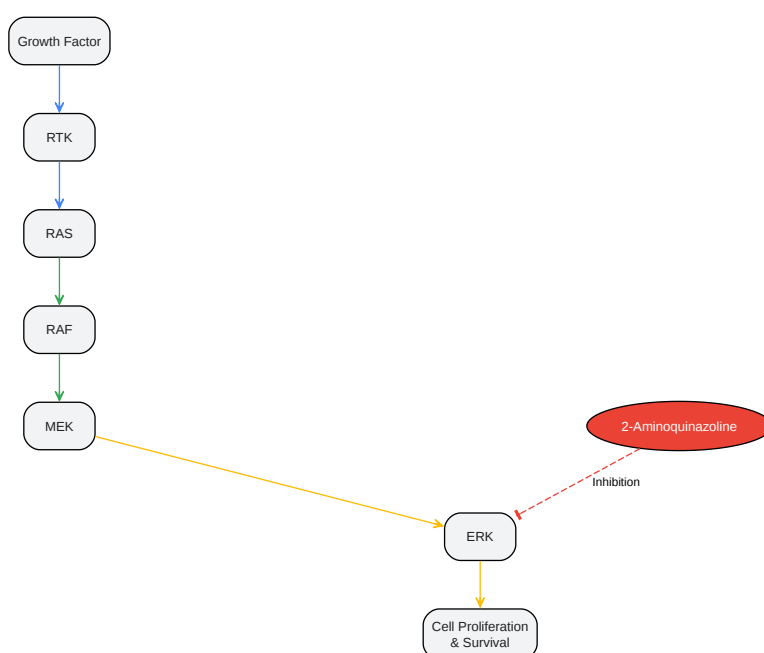 Growth Factor
RTK
RAS
RAF
MEK
2-Aminoquinazoline
Inhibition
ERK
Cell Proliferation
& Survival